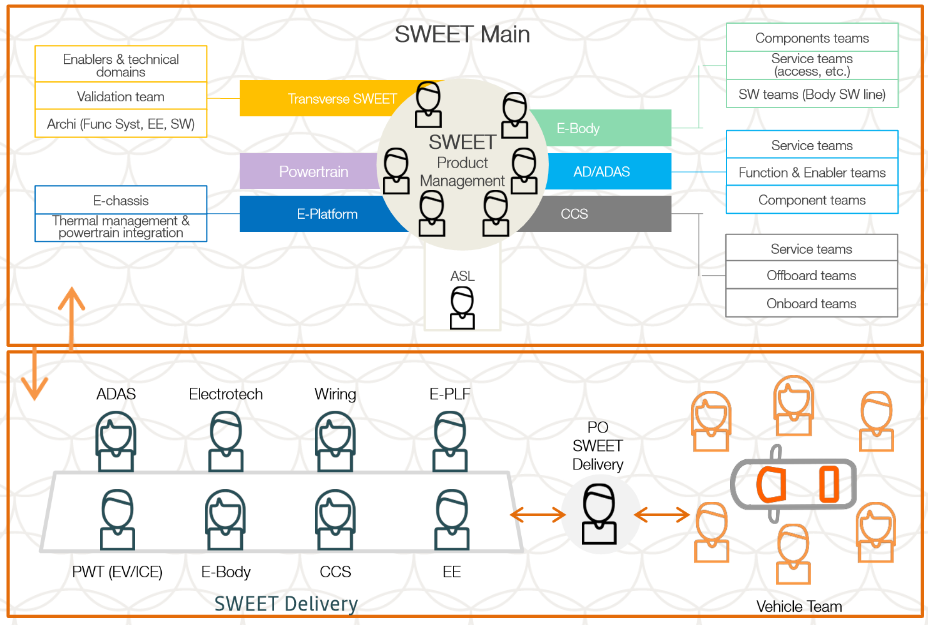 SWEET Main
Enablers & technical
domains
Validation team
Archi (Func Syst, EE, SW)
Transverse SWEET
Powertrain
E-Platform
E-chassis
Thermal management &
powertrain integration
SWEET
Product
Management
E-Body
AD/ADAS
CCS
Components teams
Service teams
(access, etc.)
SW teams (Body SW line)
Service teams
Function & Enabler teams
Component teams
Service teams
Offboard teams
Onboard teams
ASL
ADAS
Electrotech
Wiring
E-PLF
PWT (EV/ICE)
E-Body
CCS
EE
SWEET Delivery
PO
SWEET
Delivery
Vehicle Team